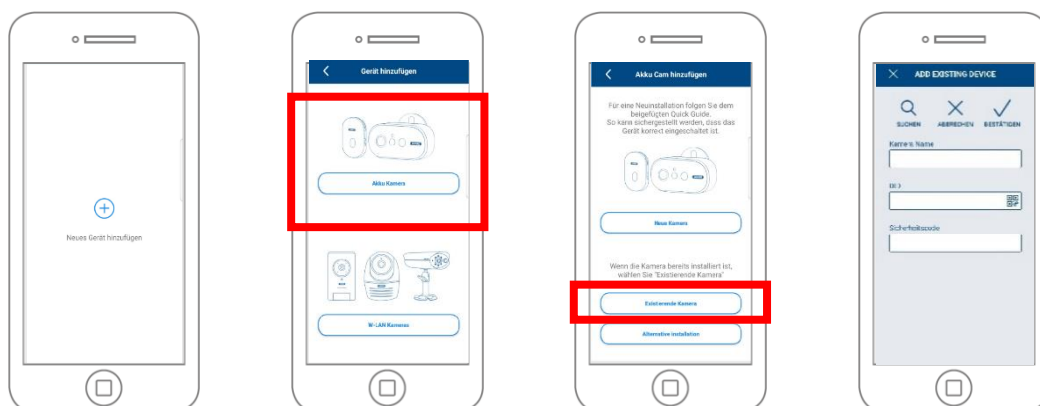 Neues Gerät hinzufügen
Gerät hinzufügen
Akku Kamera
W-LAN Kameras
Akku Cam hinzufügen
Für eine Neuinstallation folgen Sie dem
beigefügten Quick Guide.
So kann sichergestellt werden, dass das
Gerät korrekt eingeschaltet ist.
Neue Kamera
Wenn die Kamera bereits installiert ist,
wählen Sie "Existierende Kamera"
Existierende Kamera
Alternative Installation
ADD EXISTING DEVICE
SUCHEN ABBRECHEN BESTÄTIGEN
Kamera Name
Sicherheitscode